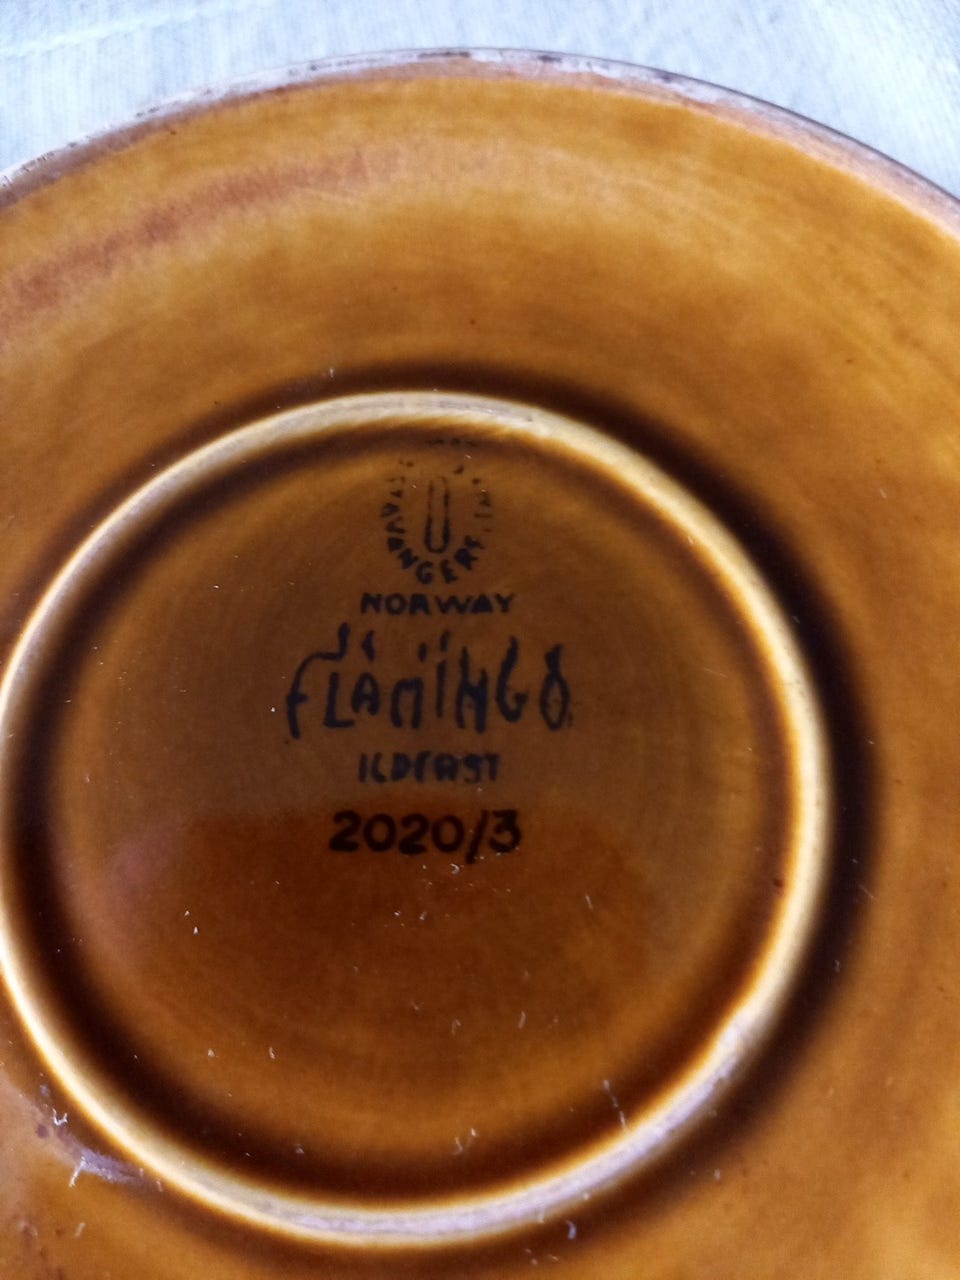 STAVANGERFLINT
NORWAY
FLAMINGO
ILDFAST
2020/3